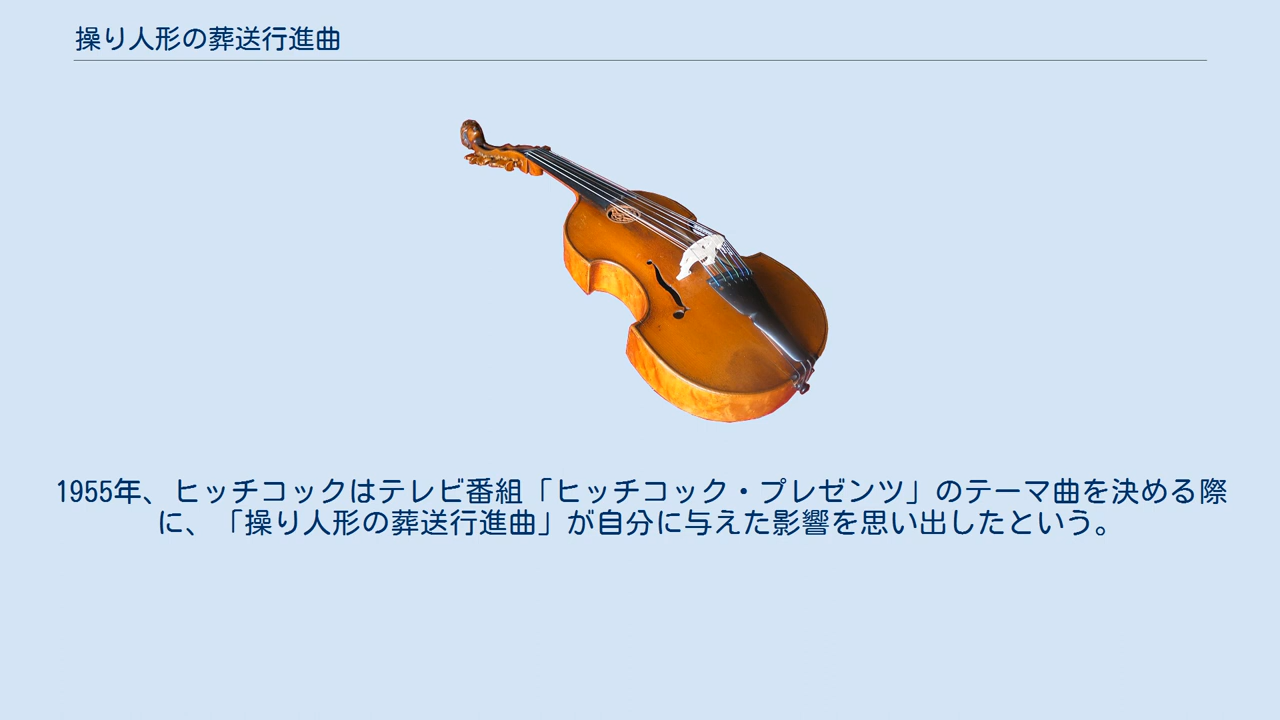 操り人形の葬送行進曲
1955年、ヒッチコックはテレビ番組「ヒッチコック・プレゼンツ」のテーマ曲を決める際
に、「操り人形の葬送行進曲」が自分に与えた影響を思い出したという。